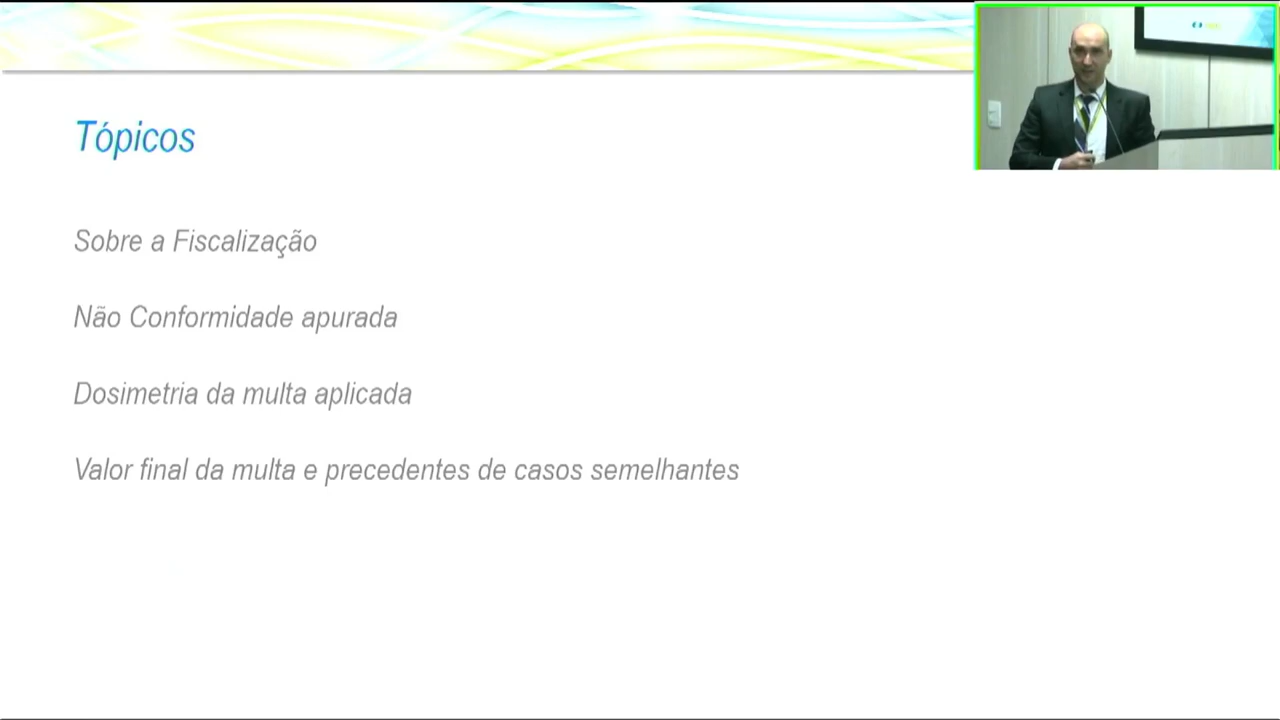 Tópicos
Sobre a Fiscalização
Não Conformidade apurada
Dosimetria da multa aplicada
Valor final da multa e precedentes de casos semelhantes